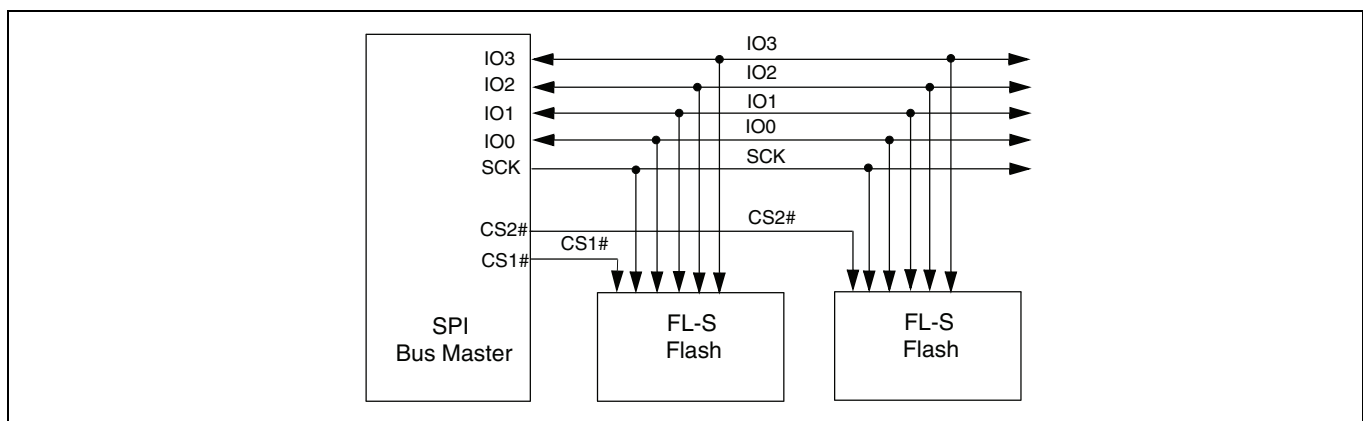 IO3
IO3
IO2
IO2
IO1
IO1
IO0
IO0
SCK
SCK
CS2#
CS2#
CS1#
CS1#
SPI
Bus Master
FL-S
Flash
FL-S
Flash